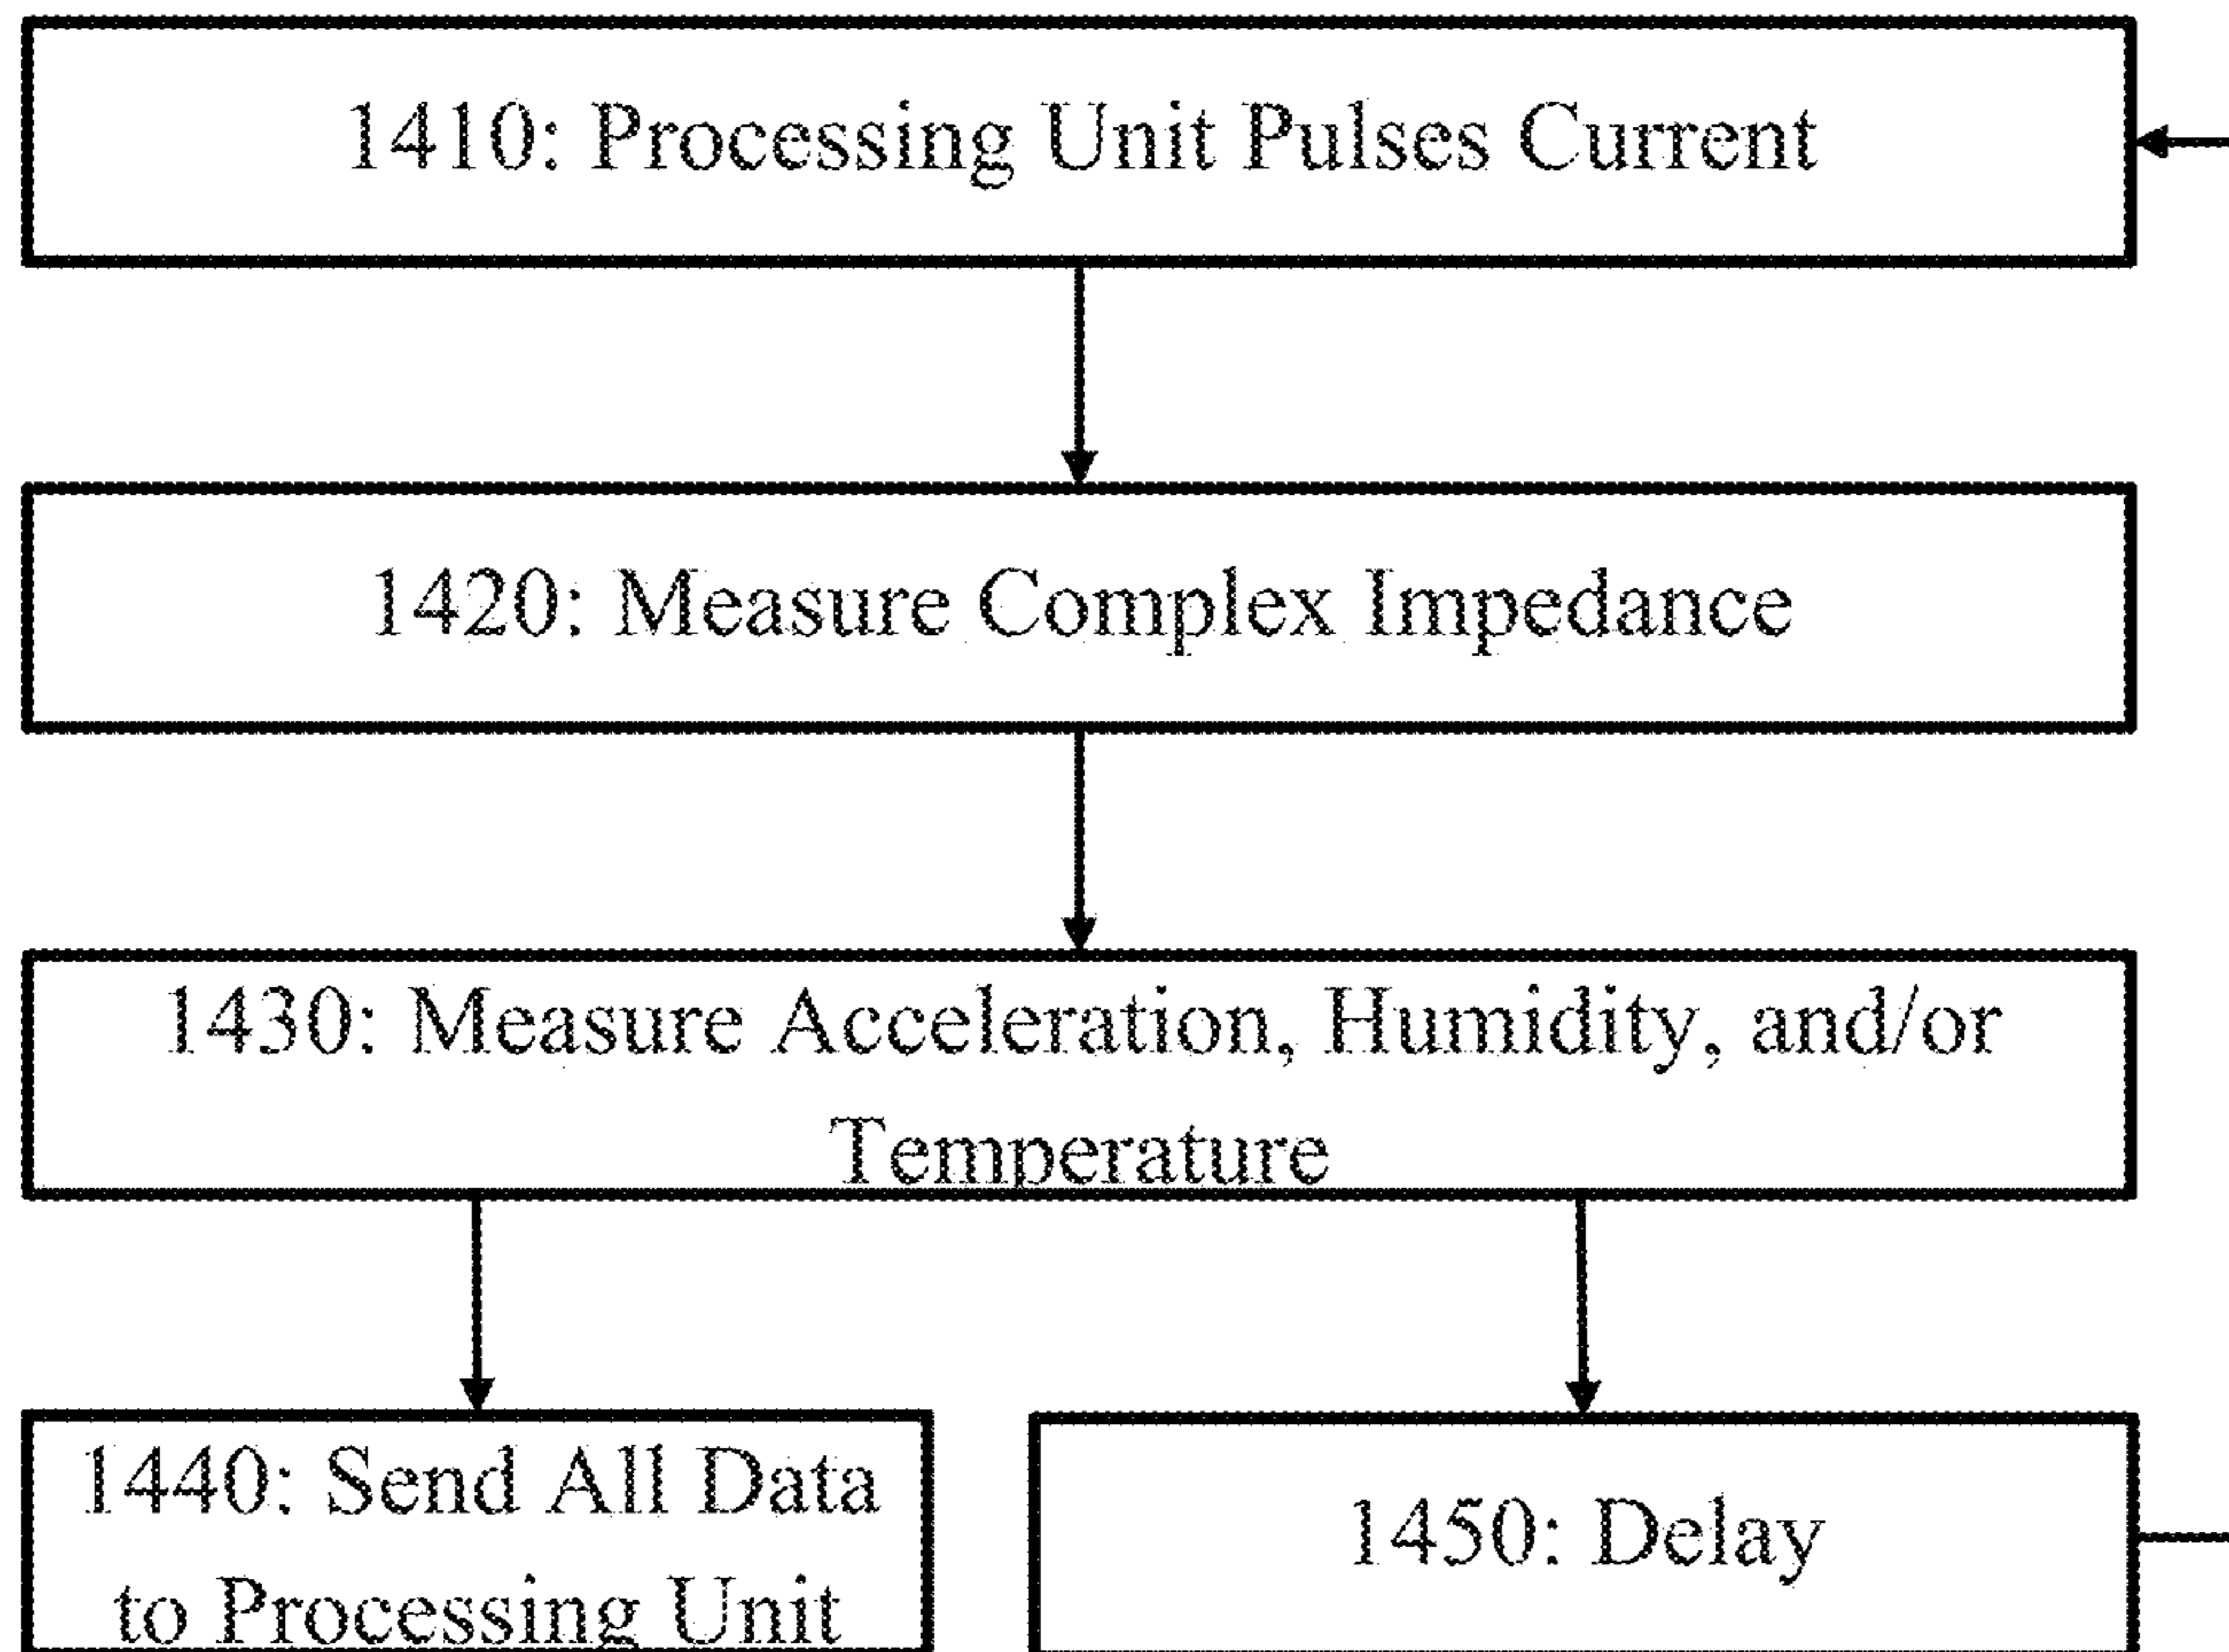 1410: Processing Unit Pulses Current
1420: Measure Complex Impedance
1430: Measure Acceleration, Humidity, and/or
Temperature
1440: Send All Data
to Processing Unit
1450: Delay